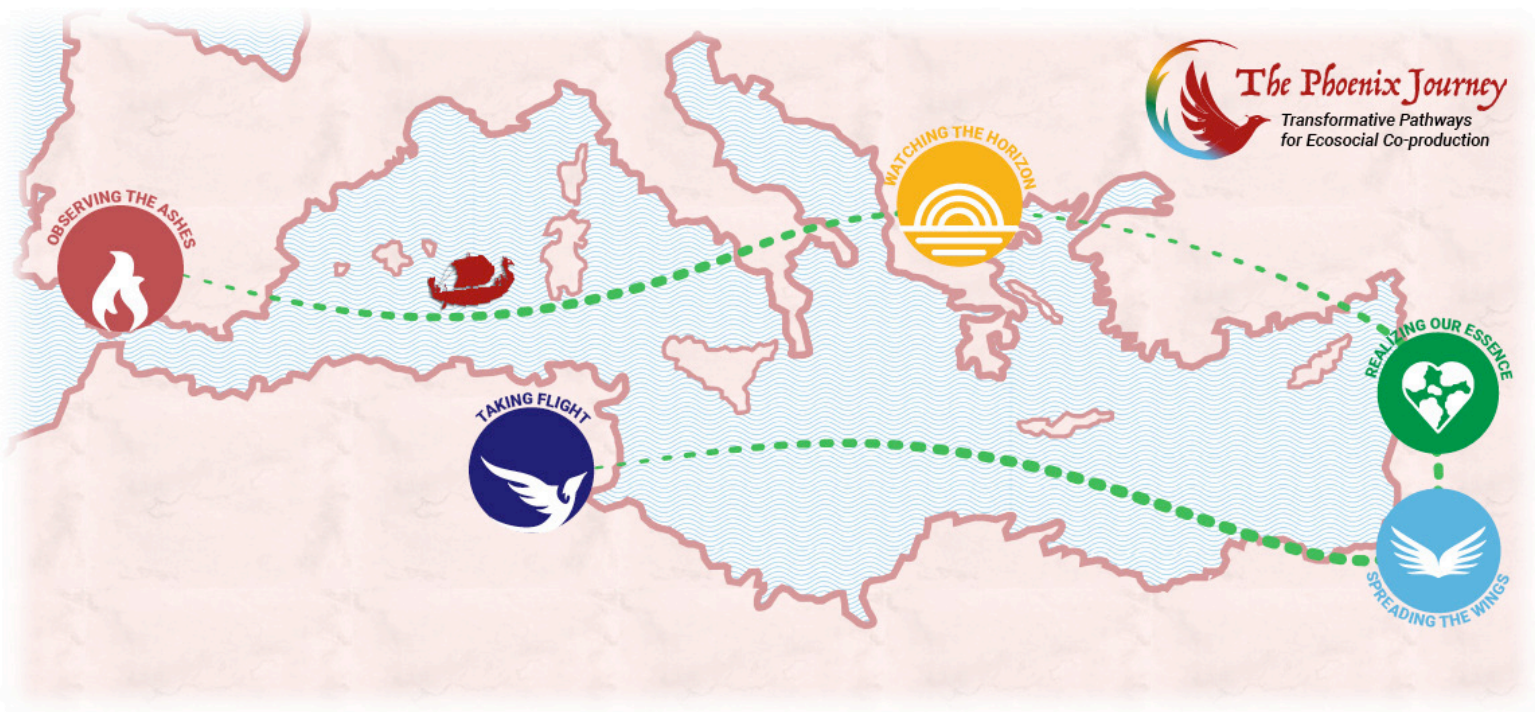 The Phoenix Journey
Transformative Pathways
for Ecosocial Co-production
OBSERVING THE ASHES
WATCHING THE HORIZON
REALIZING OUR ESSENCE
SPREADING THE WINGS
TAKING FLIGHT